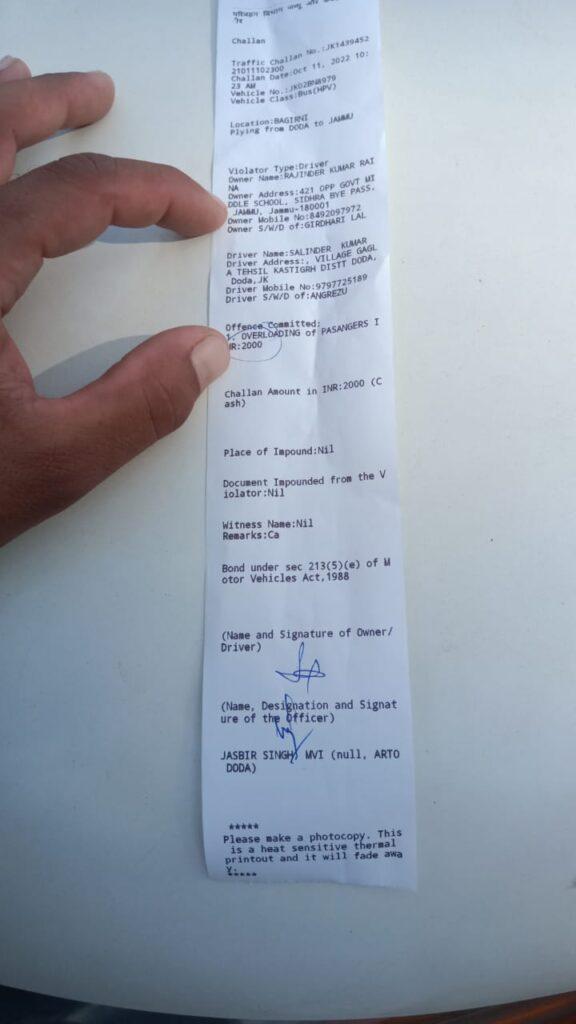 परिवहन विभाग जम्मू और
Challan
Traffic Challan No.:JK1439452
21011102300
Challan Date:Oct 11, 2022 10:
23 AM
Vehicle No.:JK02BN8979
Vehicle Class:Bus(HPV)
Location:BAGIRNI
Plying from DODA to JAMMU
Violator Type:Driver
Owner Name:RAJINDER KUMAR RAI
NA
Owner Address:421 OPP GOVT MI
DDLE SCHOOL, SIDHRA BYE PASS,
JAMMU, Jammu-180001
Owner Mobile No:8492097972
Owner S/W/D of:GIRDHARI LAL
Driver Name:SALINDER KUMAR
Driver Address:, VILLAGE GAGL
A TEHSIL KASTIGRH DISTT DODA,
Doda,JK
Driver Mobile No:9797725189
Driver S/W/D of:ANGREZU
Offence Committed:
1. OVERLOADING of PASANGERS I
NR:2000
Challan Amount in INR:2000 (C
ash)
Place of Impound:Nil
Document Impounded from the V
iolator:Nil
Witness Name:Nil
Remarks:Ca
Bond under sec 213(5)(e) of M
otor Vehicles Act,1988
(Name and Signature of Owner/
Driver)
(Name, Designation and Signat
ure of the Officer)
JASBIR SINGH, MVI (null, ARTO
DODA)
*****
Please make a photocopy. This
is a heat sensitive thermal
printout and it will fade awa
y.
*****